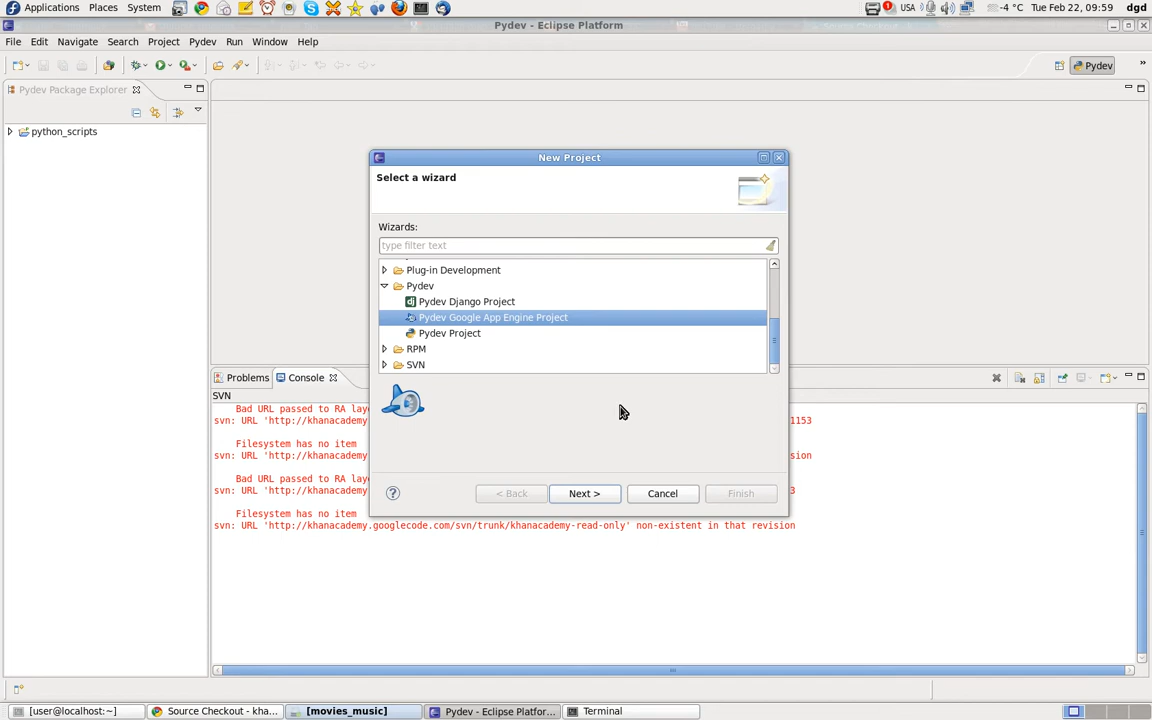 Applications Places System USA -4 °C Tue Feb 22, 09:59 dgd
Pydev - Eclipse Platform
File Edit Navigate Search Project Pydev Run Window Help
Pydev
Pydev Package Explorer
python_scripts
New Project
Select a wizard
Wizards:
type filter text
Plug-in Development
Pydev
Pydev Django Project
Pydev Google App Engine Project
Pydev Project
RPM
SVN
< Back Next > Cancel Finish
Problems Console
SVN
Bad URL passed to RA laye
svn: URL 'http://khanacademy 1153
Filesystem has no item
svn: URL 'http://khanacademy sion
Bad URL passed to RA laye
svn: URL 'http://khanacademy 3
Filesystem has no item
svn: URL 'http://khanacademy.googlecode.com/svn/trunk/khanacademy-read-only' non-existent in that revision
[user@localhost:~] Source Checkout - kha... [movies_music] Pydev - Eclipse Platfor... Terminal